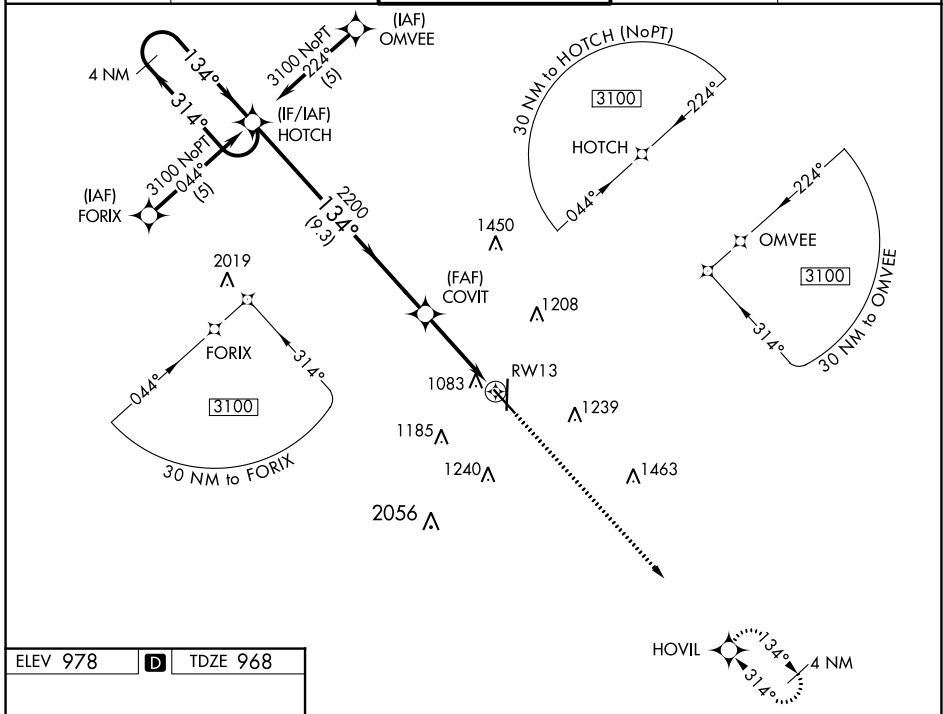 (IAF)
OMVEE
3100 NoPT
224°
(5)
4 NM
134°
314°
(IF/IAF)
HOTCH
3100 NoPT
044°
(5)
(IAF)
FORIX
30 NM to HOTCH (NoPT)
3100
224°
HOTCH
044°
2200
134°
(9.3)
1450
224°
OMVEE
3100
314°
30 NM to OMVEE
2019
(FAF)
COVIT
1208
FORIX
044°
314°
3100
30 NM to FORIX
1083
RW13
1239
1185
1240
1463
2056
HOVIL
134°
314°
4 NM
ELEV 978 D TDZE 968